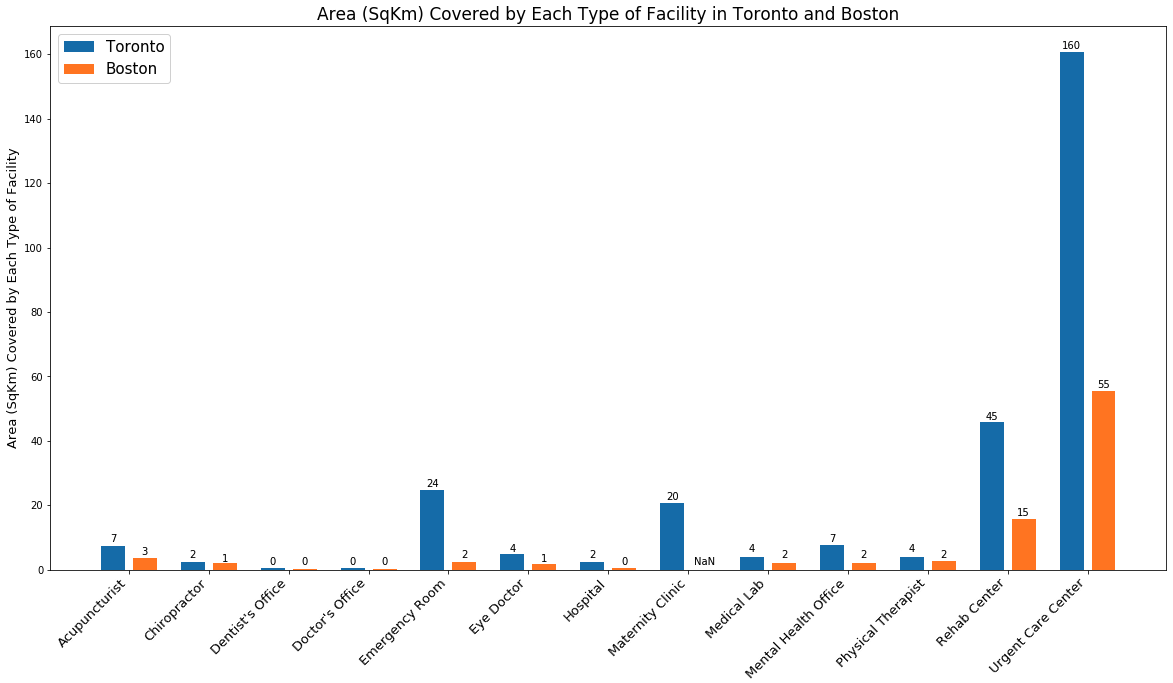 Area (SqKm) Covered by Each Type of Facility in Toronto and Boston
Toronto
Boston
Area (SqKm) Covered by Each Type of Facility
160
140
120
100
80
60
40
20
0
7
3
2
1
0
0
0
0
24
2
4
1
2
0
20
NaN
4
2
7
2
4
2
45
15
160
55
Acupuncturist
Chiropractor
Dentist's Office
Doctor's Office
Emergency Room
Eye Doctor
Hospital
Maternity Clinic
Medical Lab
Mental Health Office
Physical Therapist
Rehab Center
Urgent Care Center